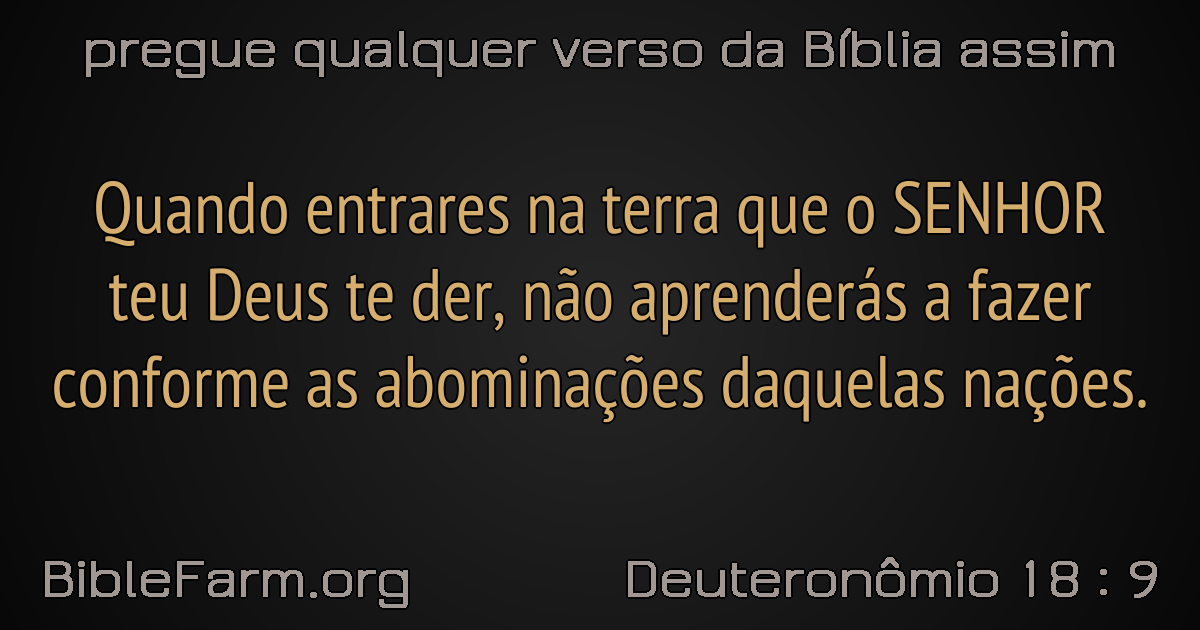 pregue qualquer verso da Bíblia assim
Quando entrares na terra que o SENHOR
teu Deus te der, não aprenderás a fazer
conforme as abominações daquelas nações.
BibleFarm.org
Deuteronômio 18 : 9